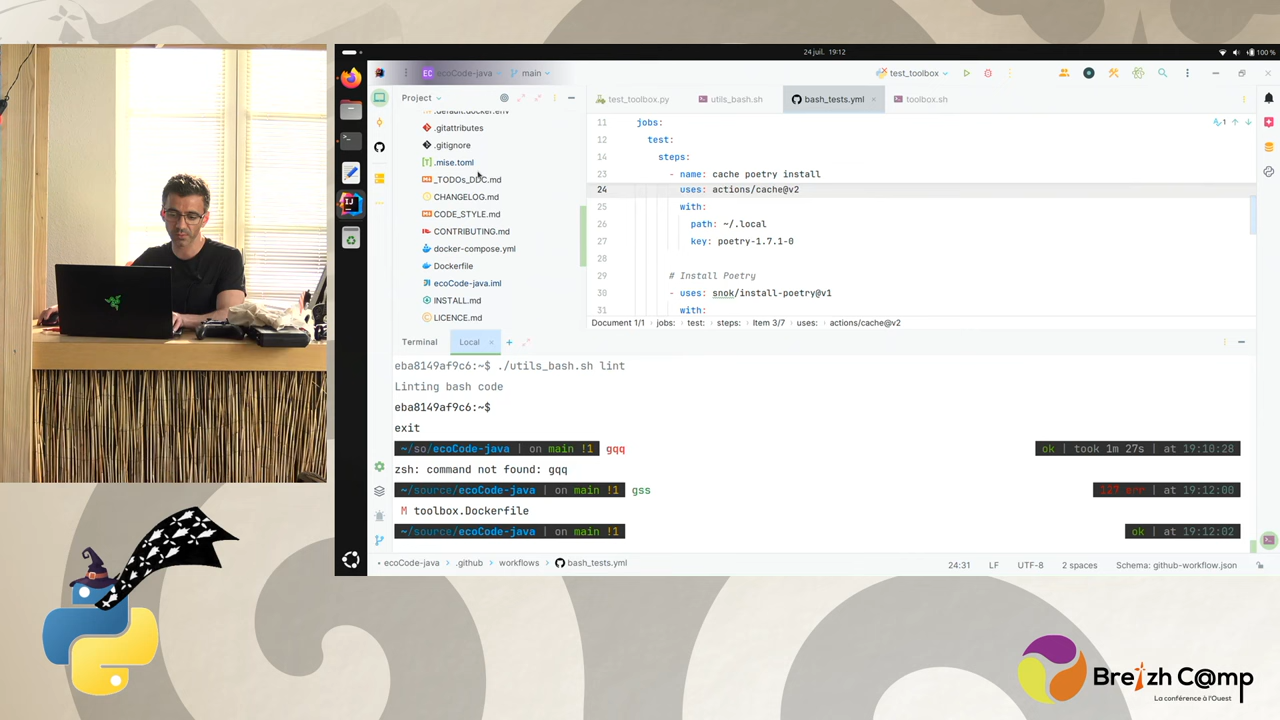 24 juil. 19:12
100 %
EC ecoCode-java
main
test_toolbox
Project
.default.docker.env
.gitattributes
.gitignore
.mise.toml
_TODOs_DDC.md
CHANGELOG.md
CODE_STYLE.md
CONTRIBUTING.md
docker-compose.yml
Dockerfile
ecoCode-java.iml
INSTALL.md
LICENCE.md
test_toolbox.py
utils_bash.sh
bash_tests.yml
toolbox.sh
11 jobs:
12 test:
14 steps:
23 - name: cache poetry install
24 uses: actions/cache@v2
25 with:
26 path: ~/.local
27 key: poetry-1.7.1-0
28
29 # Install Poetry
30 - uses: snok/install-poetry@v1
31 with:
1
Document 1/1 › jobs: › test: › steps: › Item 3/7 › uses: › actions/cache@v2
Terminal
Local
eba8149af9c6:~$ ./utils_bash.sh lint
Linting bash code
eba8149af9c6:~$
exit
~/so/ecoCode-java | on main !1 gqq
ok | took 1m 27s | at 19:10:28
zsh: command not found: gqq
~/source/ecoCode-java | on main !1 gss
127 err | at 19:12:00
M toolbox.Dockerfile
~/source/ecoCode-java | on main !1
ok | at 19:12:02
ecoCode-java › .github › workflows › bash_tests.yml
24:31 LF UTF-8 2 spaces Schema: github-workflow.json
Breizh C@mp
La conférence à l'Ouest